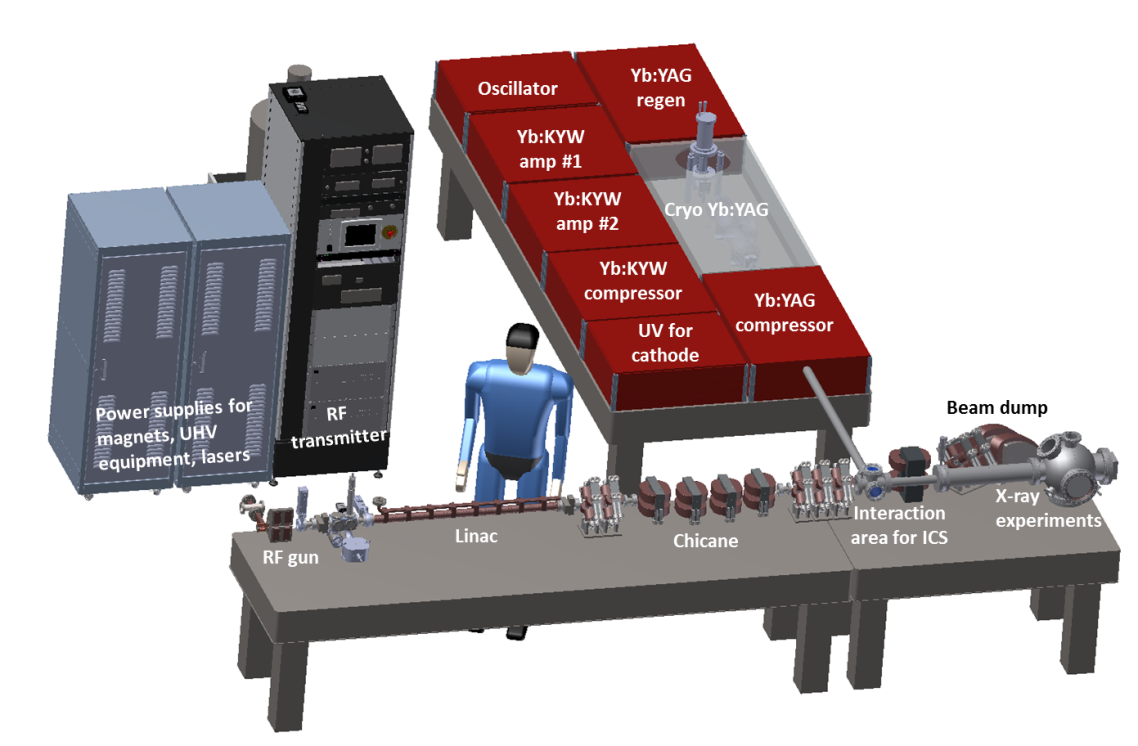 Oscillator
Yb:YAG
regen
Yb:KYW
amp #1
Yb:KYW
amp #2
Cryo Yb:YAG
Yb:KYW
compressor
Yb:YAG
compressor
UV for
cathode
Power supplies for
magnets, UHV
equipment, lasers
RF
transmitter
Beam dump
RF gun
Linac
Chicane
Interaction
area for ICS
X-ray
experiments